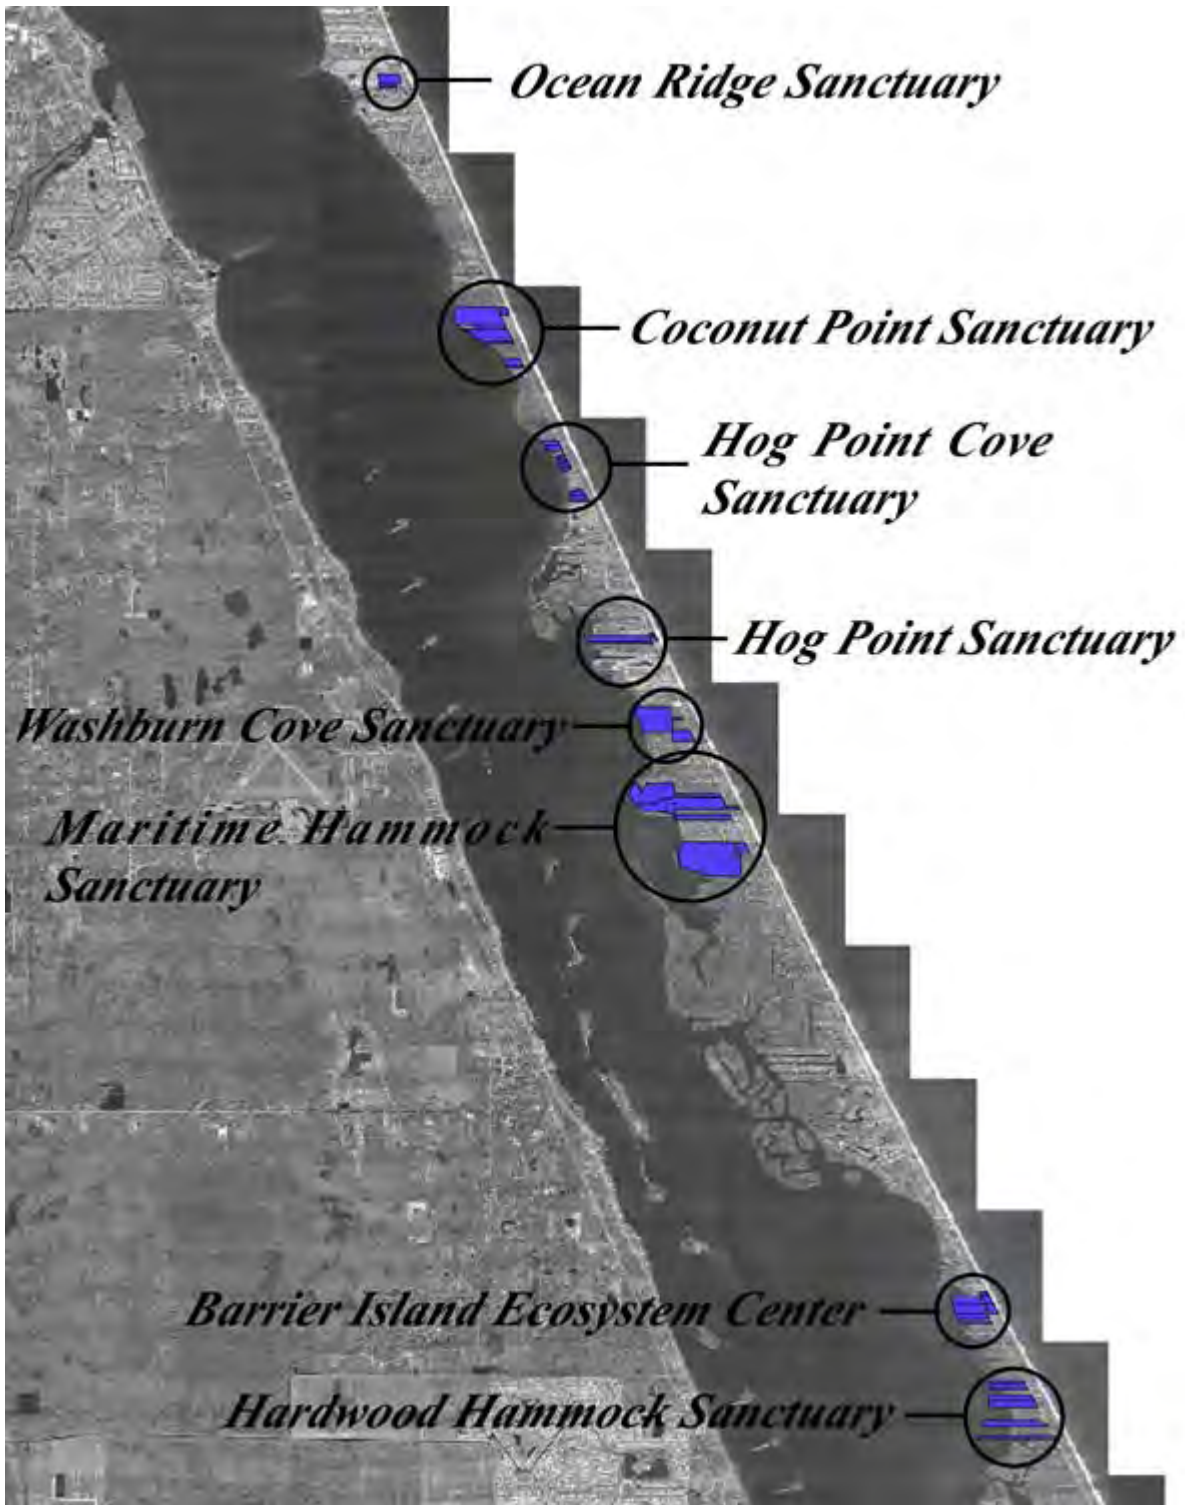 Ocean Ridge Sanctuary
Coconut Point Sanctuary
Hog Point Cove
Sanctuary
Hog Point Sanctuary
Washburn Cove Sanctuary
Maritime Hammock
Sanctuary
Barrier Island Ecosystem Center
Hardwood Hammock Sanctuary